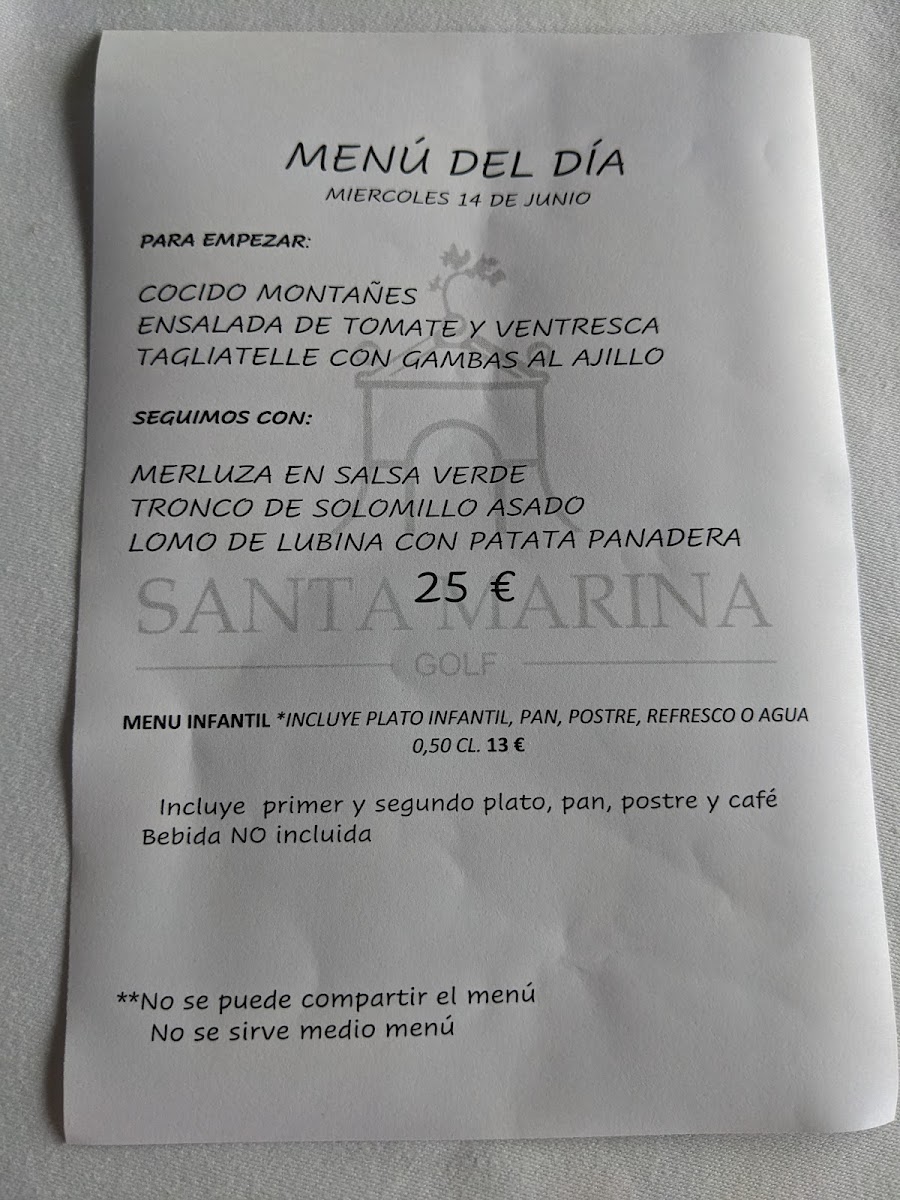 MENÚ DEL DÍA
MIERCOLES 14 DE JUNIO
PARA EMPEZAR:
COCIDO MONTAÑES
ENSALADA DE TOMATE Y VENTRESCA
TAGLIATELLE CON GAMBAS AL AJILLO
SEGUIMOS CON:
MERLUZA EN SALSA VERDE
TRONCO DE SOLOMILLO ASADO
LOMO DE LUBINA CON PATATA PANADERA
25 €
SANTA MARINA
GOLF
MENU INFANTIL *INCLUYE PLATO INFANTIL, PAN, POSTRE, REFRESCO O AGUA
0,50 CL. 13 €
Incluye primer y segundo plato, pan, postre y café
Bebida NO incluida
**No se puede compartir el menú
No se sirve medio menú